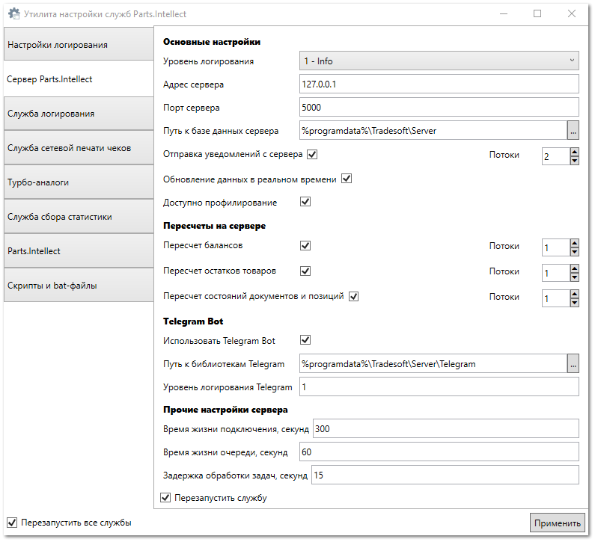 Утилита настройки служб Parts.Intellect
Настройки логирования
Сервер Parts.Intellect
Служба логирования
Служба сетевой печати чеков
Турбо-аналоги
Служба сбора статистики
Parts.Intellect
Скрипты и bat-файлы
Основные настройки
Уровень логирования 1 - Info
Адрес сервера 127.0.0.1
Порт сервера 5000
Путь к базе данных сервера %programdata%\Tradesoft\Server ...
Отправка уведомлений с сервера Потоки 2
Обновление данных в реальном времени
Доступно профилирование
Пересчеты на сервере
Пересчет балансов Потоки 1
Пересчет остатков товаров Потоки 1
Пересчет состояний документов и позиций Потоки 1
Telegram Bot
Использовать Telegram Bot
Путь к библиотекам Telegram %programdata%\Tradesoft\Server\Telegram ...
Уровень логирования Telegram 1
Прочие настройки сервера
Время жизни подключения, секунд 300
Время жизни очереди, секунд 60
Задержка обработки задач, секунд 15
Перезапустить службу
Перезапустить все службы Применить